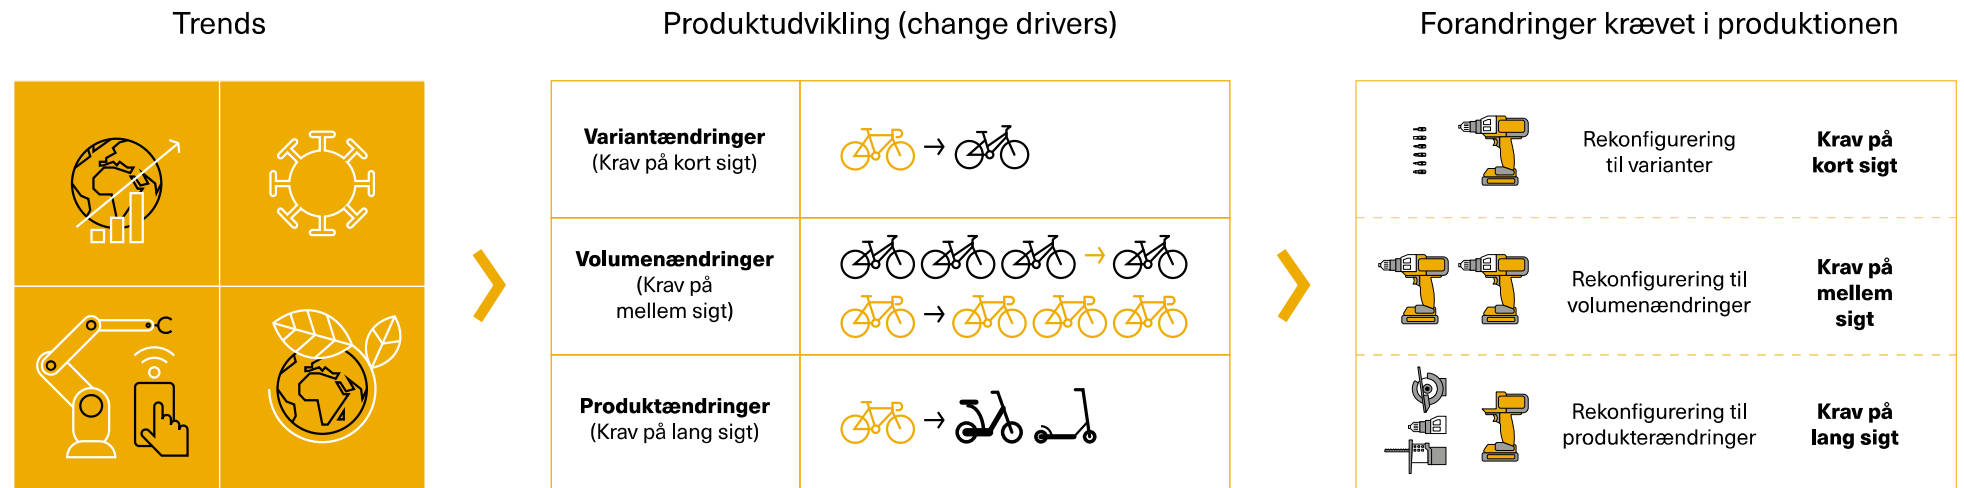 Trends
Produktudvikling (change drivers)
Forandringer krævet i produktionen
Variantændringer
(Krav på kort sigt)
Volumenændringer
(Krav på
mellem sigt)
Produktændringer
(Krav på lang sigt)
Rekonfigurering
til varianter
Krav på
kort sigt
Rekonfigurering til
volumenændringer
Krav på
mellem
sigt
Rekonfigurering til
produkterændringer
Krav på
lang sigt